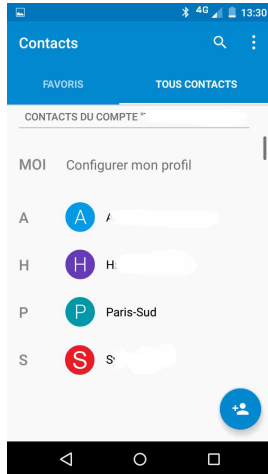 4G 13:30
Contacts
FAVORIS TOUS CONTACTS
CONTACTS DU COMPTE
MOI Configurer mon profil
A A
H H
P P Paris-Sud
S S